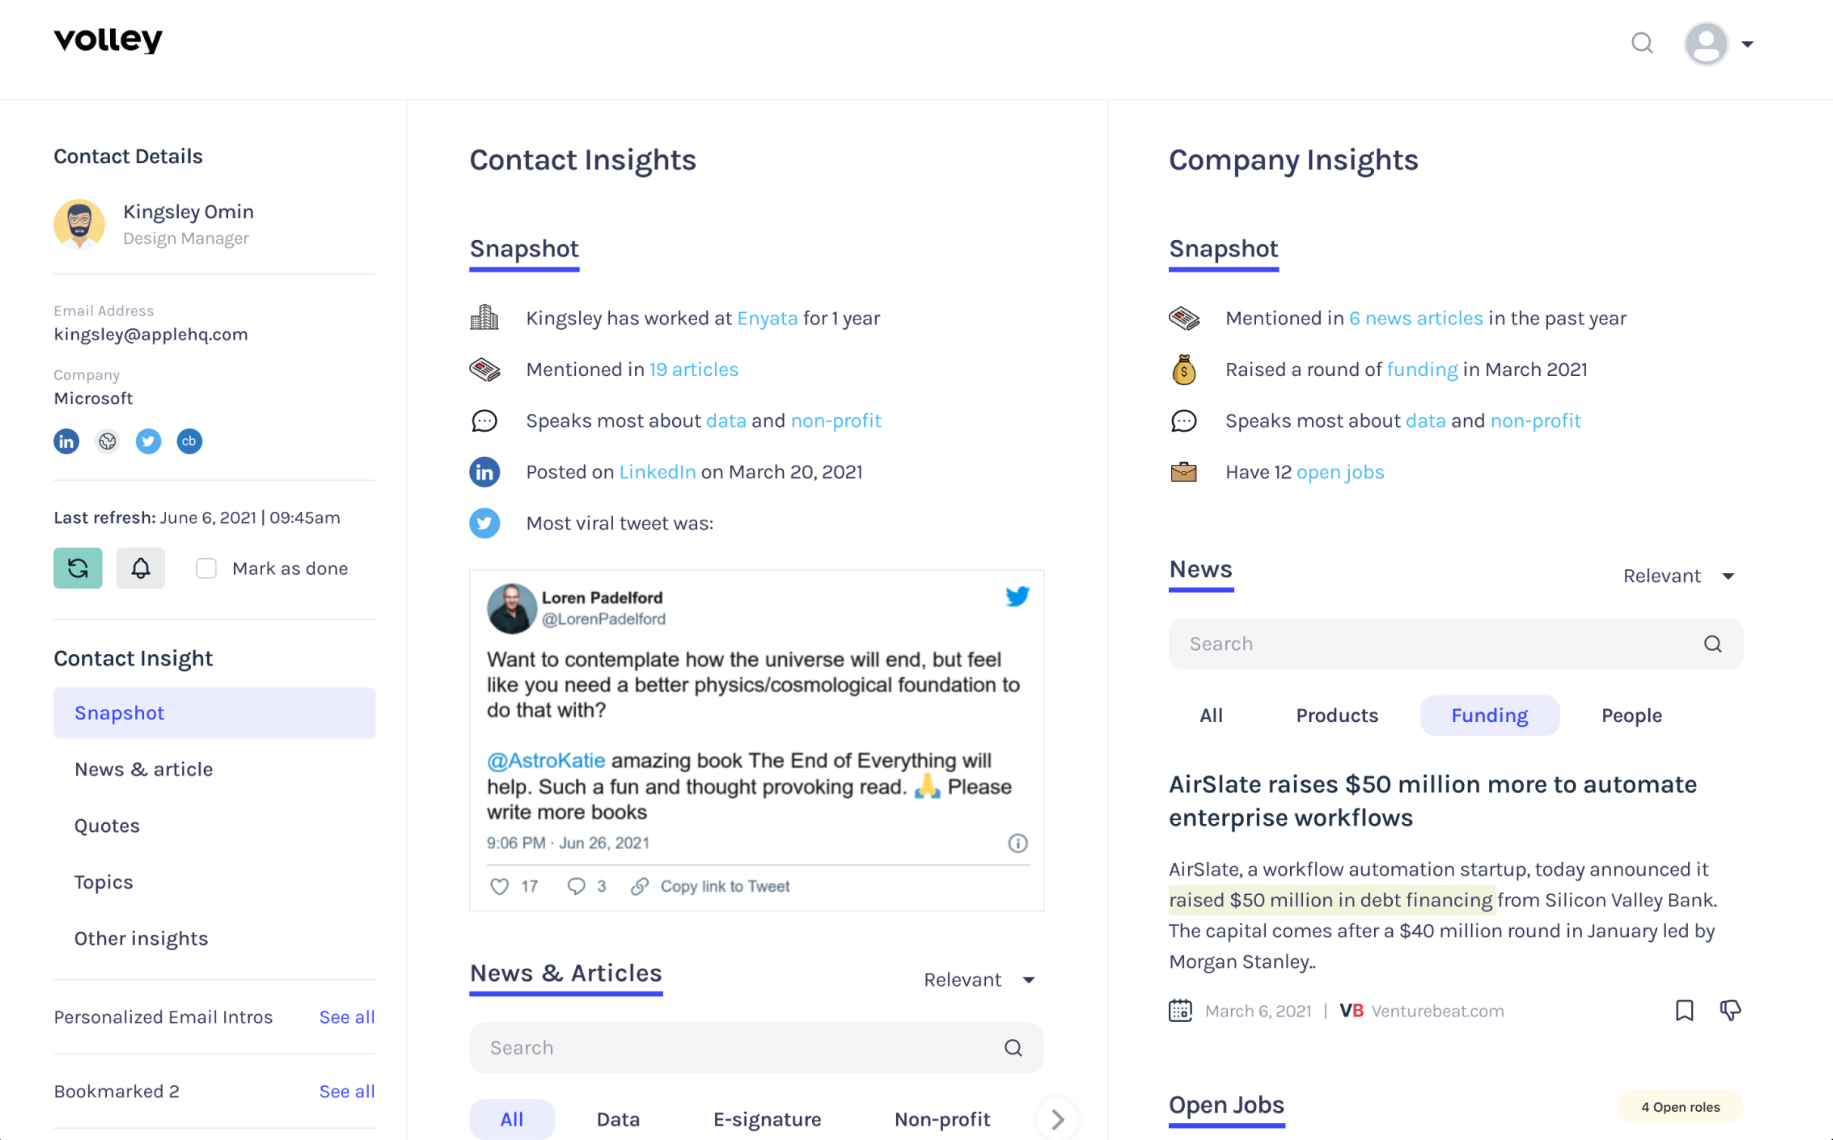 volley
Contact Details
Kingsley Omin
Design Manager
Email Address
kingsley@applehq.com
Company
Microsoft
in
cb
Last refresh: June 6, 2021 | 09:45am
Mark as done
Contact Insight
Snapshot
News & article
Quotes
Topics
Other insights
Personalized Email Intros See all
Bookmarked 2 See all
Contact Insights
Snapshot
Kingsley has worked at Enyata for 1 year
Mentioned in 19 articles
Speaks most about data and non-profit
in Posted on LinkedIn on March 20, 2021
Most viral tweet was:
Loren Padelford
@LorenPadelford
Want to contemplate how the universe will end, but feel
like you need a better physics/cosmological foundation to
do that with?
@AstroKatie amazing book The End of Everything will
help. Such a fun and thought provoking read. 🙏 Please
write more books
9:06 PM · Jun 26, 2021
17 3 Copy link to Tweet
News & Articles Relevant
Search
All Data E-signature Non-profit
Company Insights
Snapshot
Mentioned in 6 news articles in the past year
Raised a round of funding in March 2021
Speaks most about data and non-profit
Have 12 open jobs
News Relevant
Search
All Products Funding People
AirSlate raises $50 million more to automate
enterprise workflows
AirSlate, a workflow automation startup, today announced it
raised $50 million in debt financing from Silicon Valley Bank.
The capital comes after a $40 million round in January led by
Morgan Stanley..
March 6, 2021 | VB Venturebeat.com
Open Jobs 4 Open roles